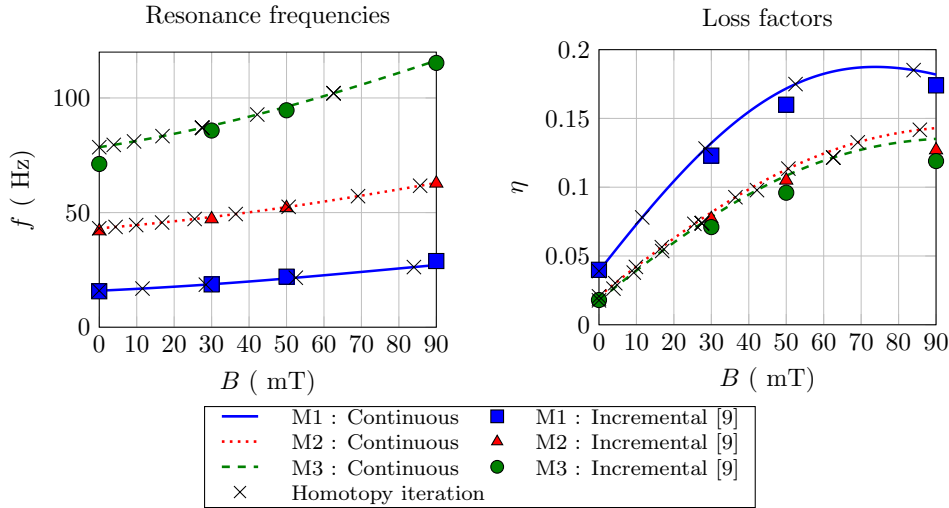 Resonance frequencies
Loss factors
100
50
0
f ( Hz)
0 10 20 30 40 50 60 70 80 90
B ( mT)
0.2
0.15
0.1
0.05
0
η
0 10 20 30 40 50 60 70 80 90
B ( mT)
M1 : Continuous
M1 : Incremental [9]
M2 : Continuous
M2 : Incremental [9]
M3 : Continuous
M3 : Incremental [9]
Homotopy iteration